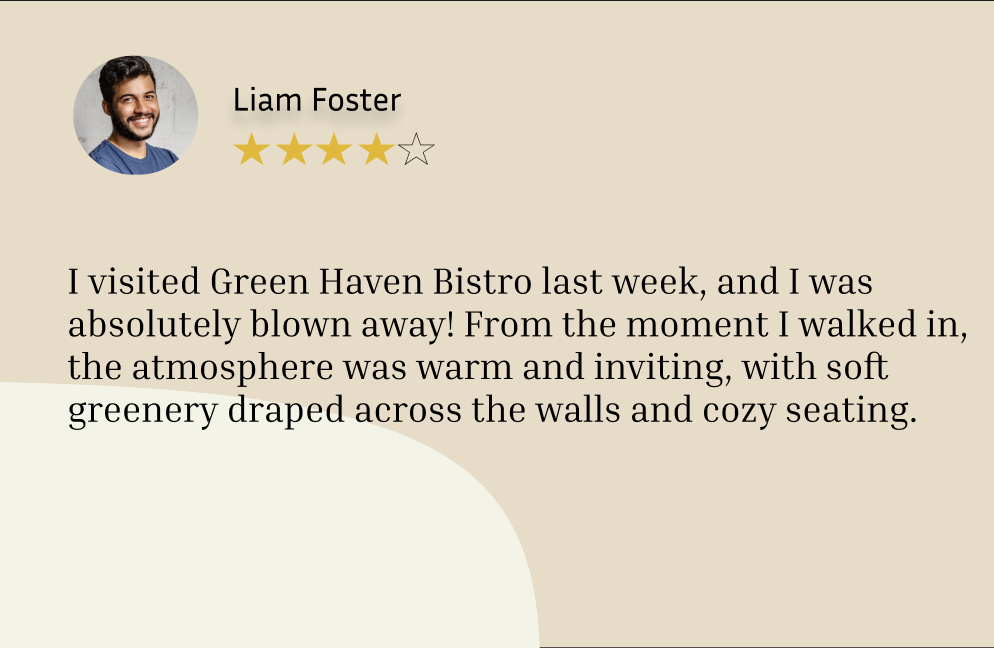 Liam Foster
I visited Green Haven Bistro last week, and I was
absolutely blown away! From the moment I walked in,
the atmosphere was warm and inviting, with soft
greenery draped across the walls and cozy seating.